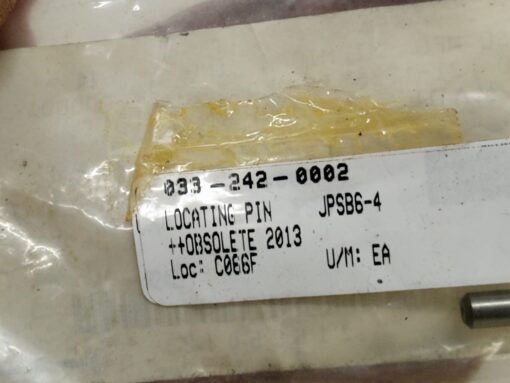 033-242-0002
LOCATING PIN JPSB6-4
++OBSOLETE 2013
Loc: C066F U/M: EA